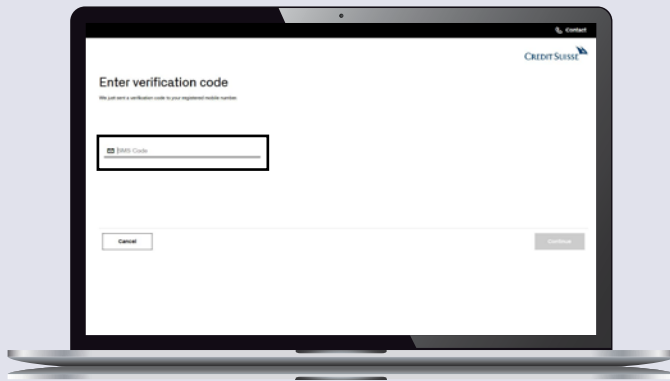 Contact
CREDIT SUISSE
Enter verification code
We just sent a verification code to your registered mobile number
SMS Code
Cancel
Continue